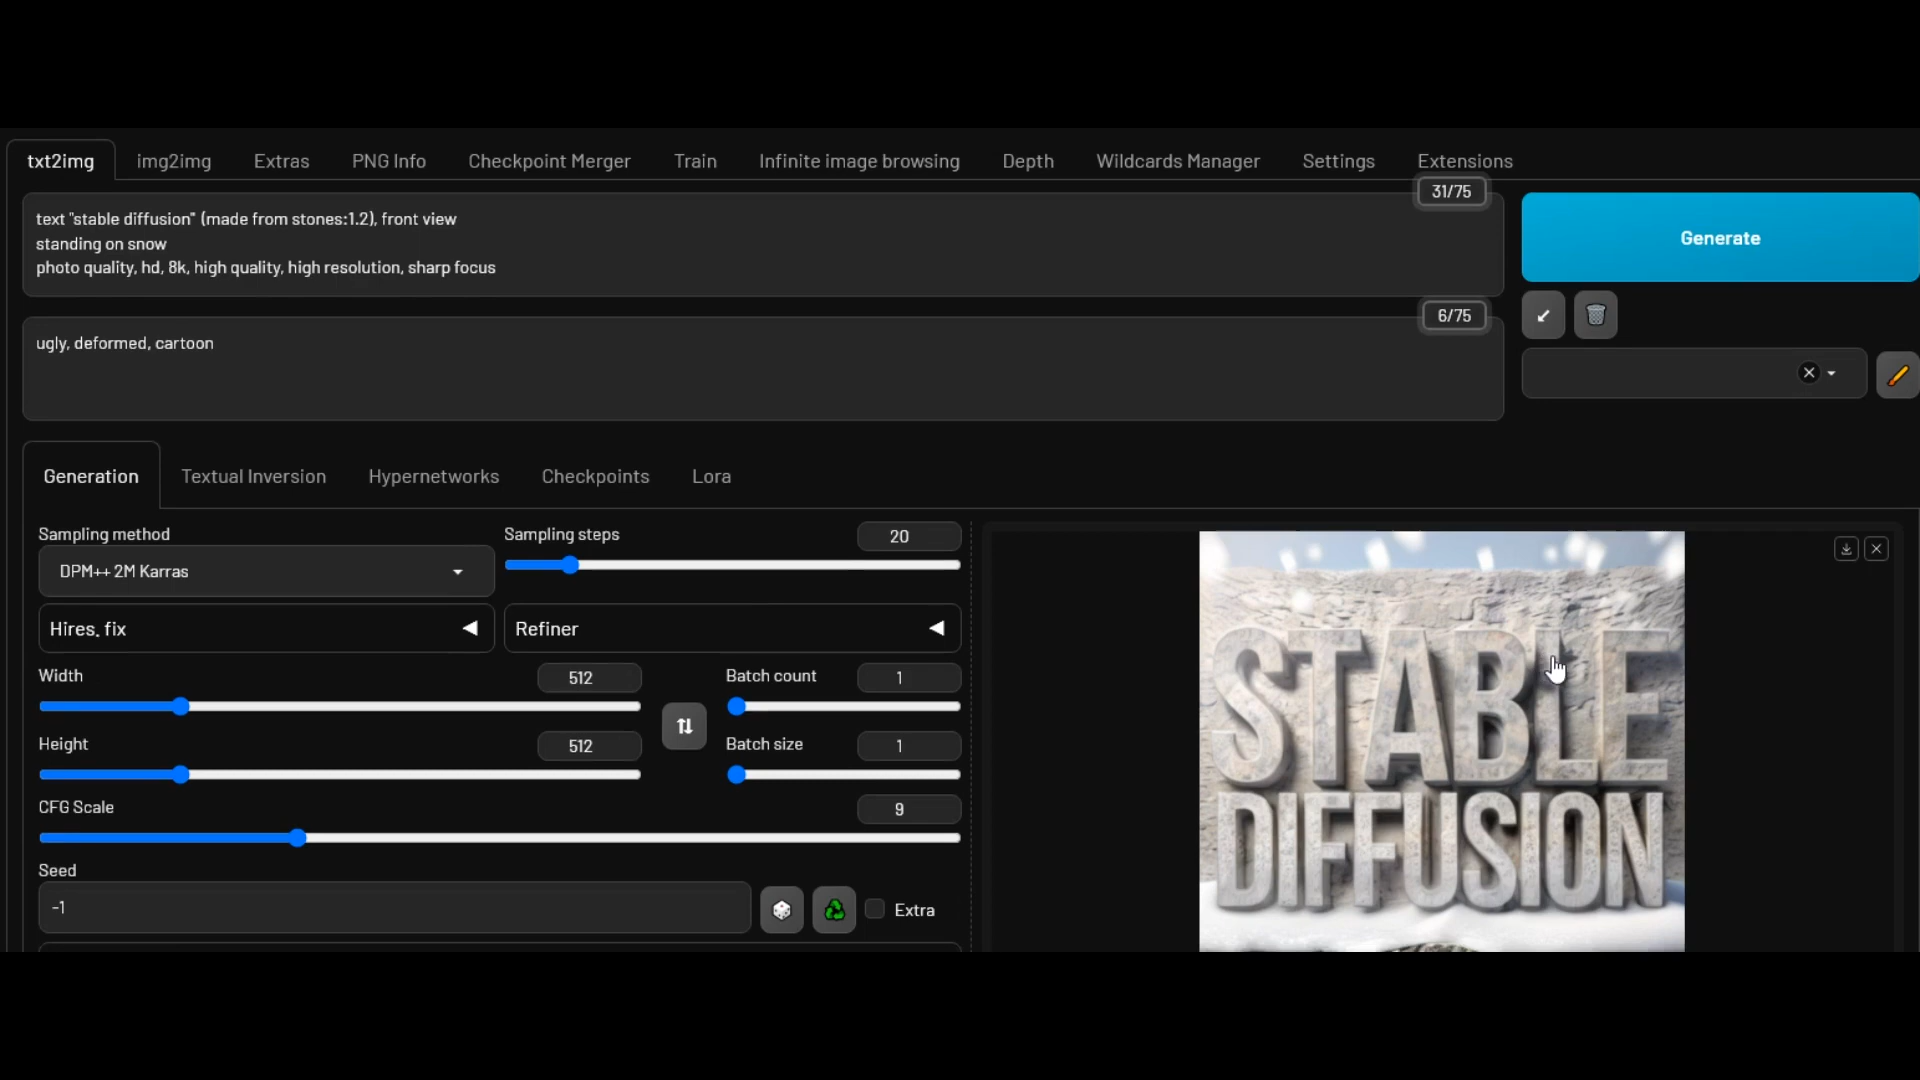 txt2img img2img Extras PNG Info Checkpoint Merger Train Infinite image browsing Depth Wildcards Manager Settings Extensions
31/75
text "stable diffusion" (made from stones:1.2), front view
standing on snow
photo quality, hd, 8k, high quality, high resolution, sharp focus
Generate
6/75
ugly, deformed, cartoon
Generation Textual Inversion Hypernetworks Checkpoints Lora
Sampling method
DPM++ 2M Karras
Sampling steps
20
Hires. fix
Refiner
Width
512
Batch count
1
Height
512
Batch size
1
CFG Scale
9
Seed
-1
Extra
STABLE
DIFFUSION